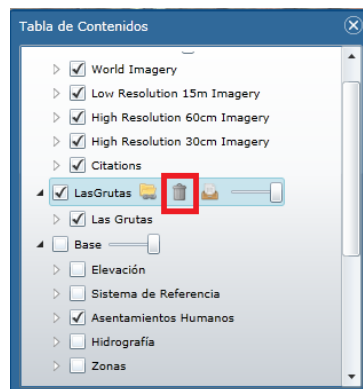 Tabla de Contenidos
World Imagery
Low Resolution 15m Imagery
High Resolution 60cm Imagery
High Resolution 30cm Imagery
Citations
LasGrutas
Las Grutas
Base
Elevación
Sistema de Referencia
Asentamientos Humanos
Hidrografía
Zonas